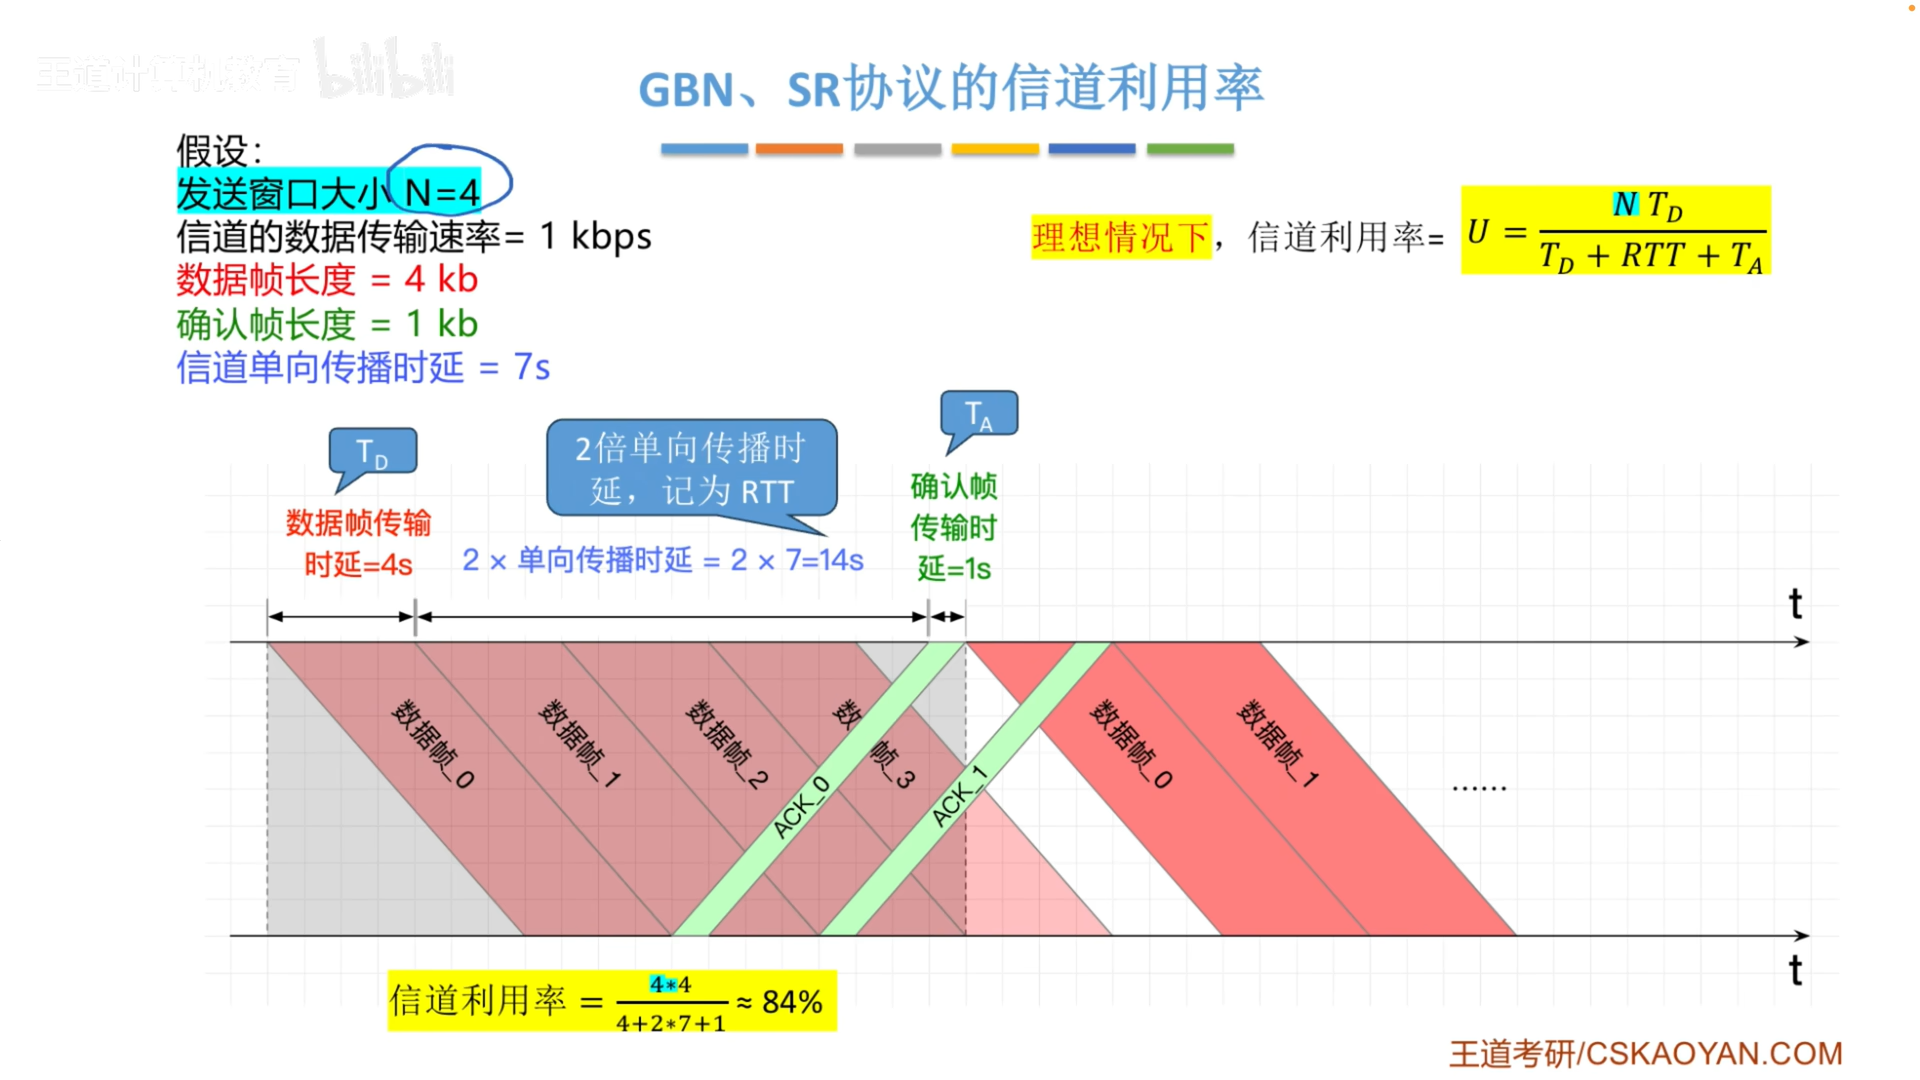 王道计算机教育 bilibili
GBN、SR协议的信道利用率
假设：
发送窗口大小 N=4
信道的数据传输速率= 1 kbps
数据帧长度 = 4 kb
确认帧长度 = 1 kb
信道单向传播时延 = 7s
理想情况下，信道利用率= U = N T_D / (T_D + RTT + T_A)
T_D
2倍单向传播时
延，记为 RTT
T_A
数据帧传输
时延=4s
2 × 单向传播时延 = 2 × 7=14s
确认帧
传输时
延=1s
t
数据帧_0
数据帧_1
数据帧_2
数 帧_3
ACK_0
ACK_1
数据帧_0
数据帧_1
......
t
信道利用率 = 4*4 / (4+2*7+1) ≈ 84%
王道考研/CSKAOYAN.COM